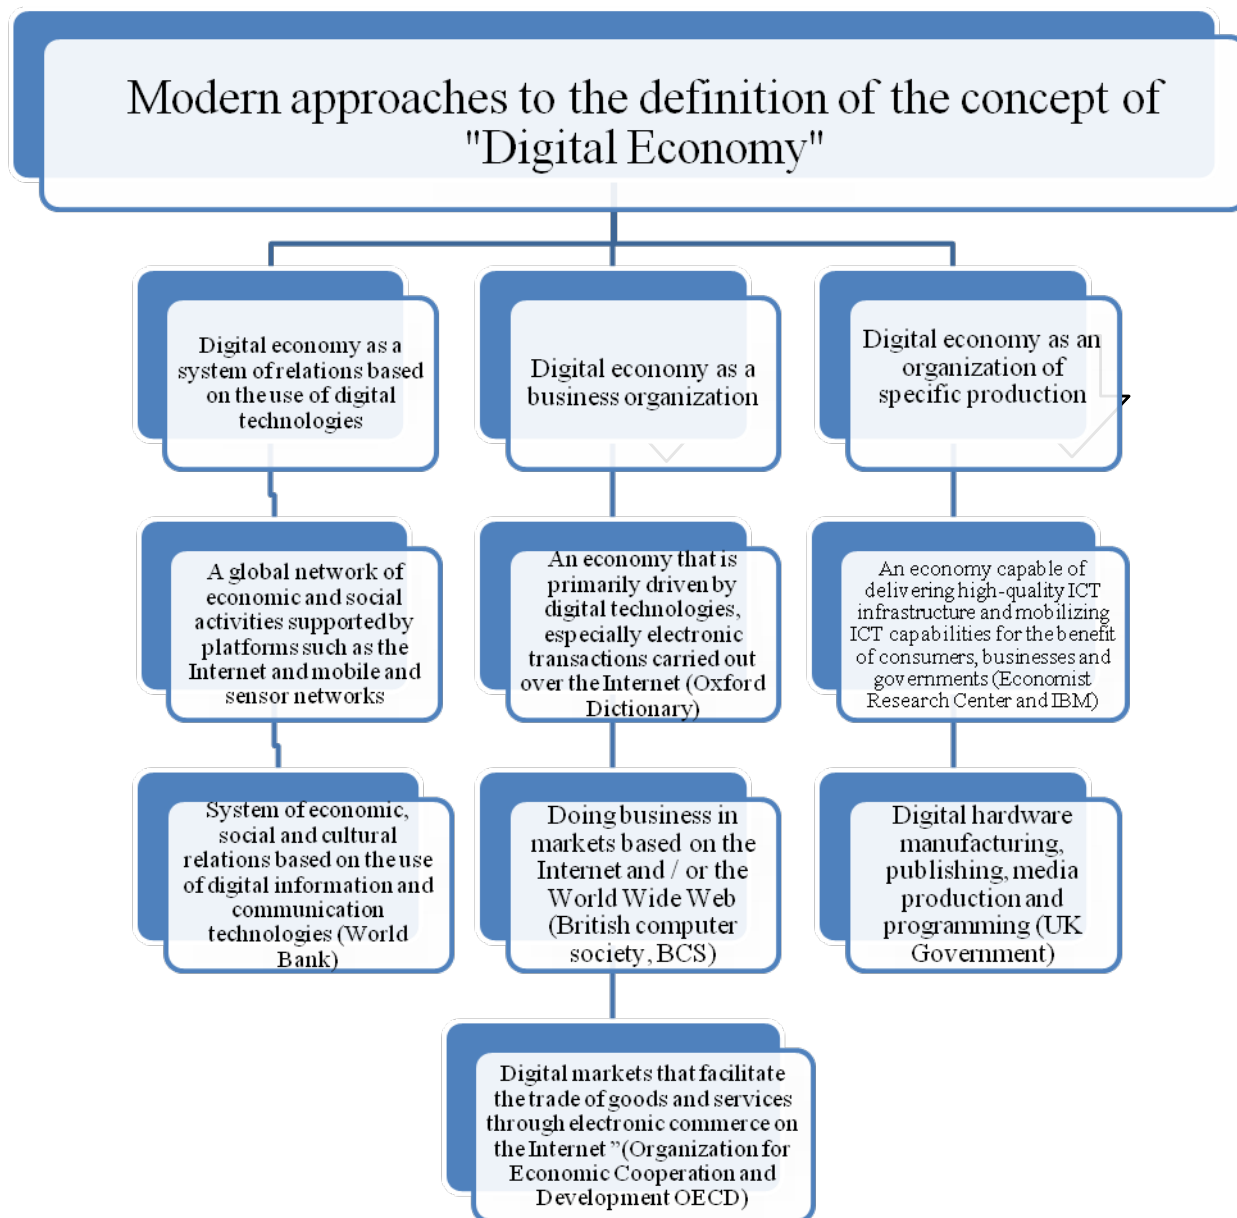 Modern approaches to the definition of the concept of
"Digital Economy"
Digital economy as a
system of relations based
on the use of digital
technologies
Digital economy as a
business organization
Digital economy as an
organization of
specific production
A global network of
economic and social
activities supported by
platforms such as the
Internet and mobile and
sensor networks
An economy that is
primarily driven by
digital technologies,
especially electronic
transactions carried out
over the Internet (Oxford
Dictionary)
An economy capable of
delivering high-quality ICT
infrastructure and mobilizing
ICT capabilities for the benefit
of consumers, businesses and
governments (Economist
Research Center and IBM)
System of economic,
social and cultural
relations based on the use
of digital information and
communication
technologies (World
Bank)
Doing business in
markets based on the
Internet and / or the
World Wide Web
(British computer
society, BCS)
Digital hardware
manufacturing,
publishing, media
production and
programming (UK
Government)
Digital markets that facilitate
the trade of goods and services
through electronic commerce on
the Internet ”(Organization for
Economic Cooperation and
Development OECD)